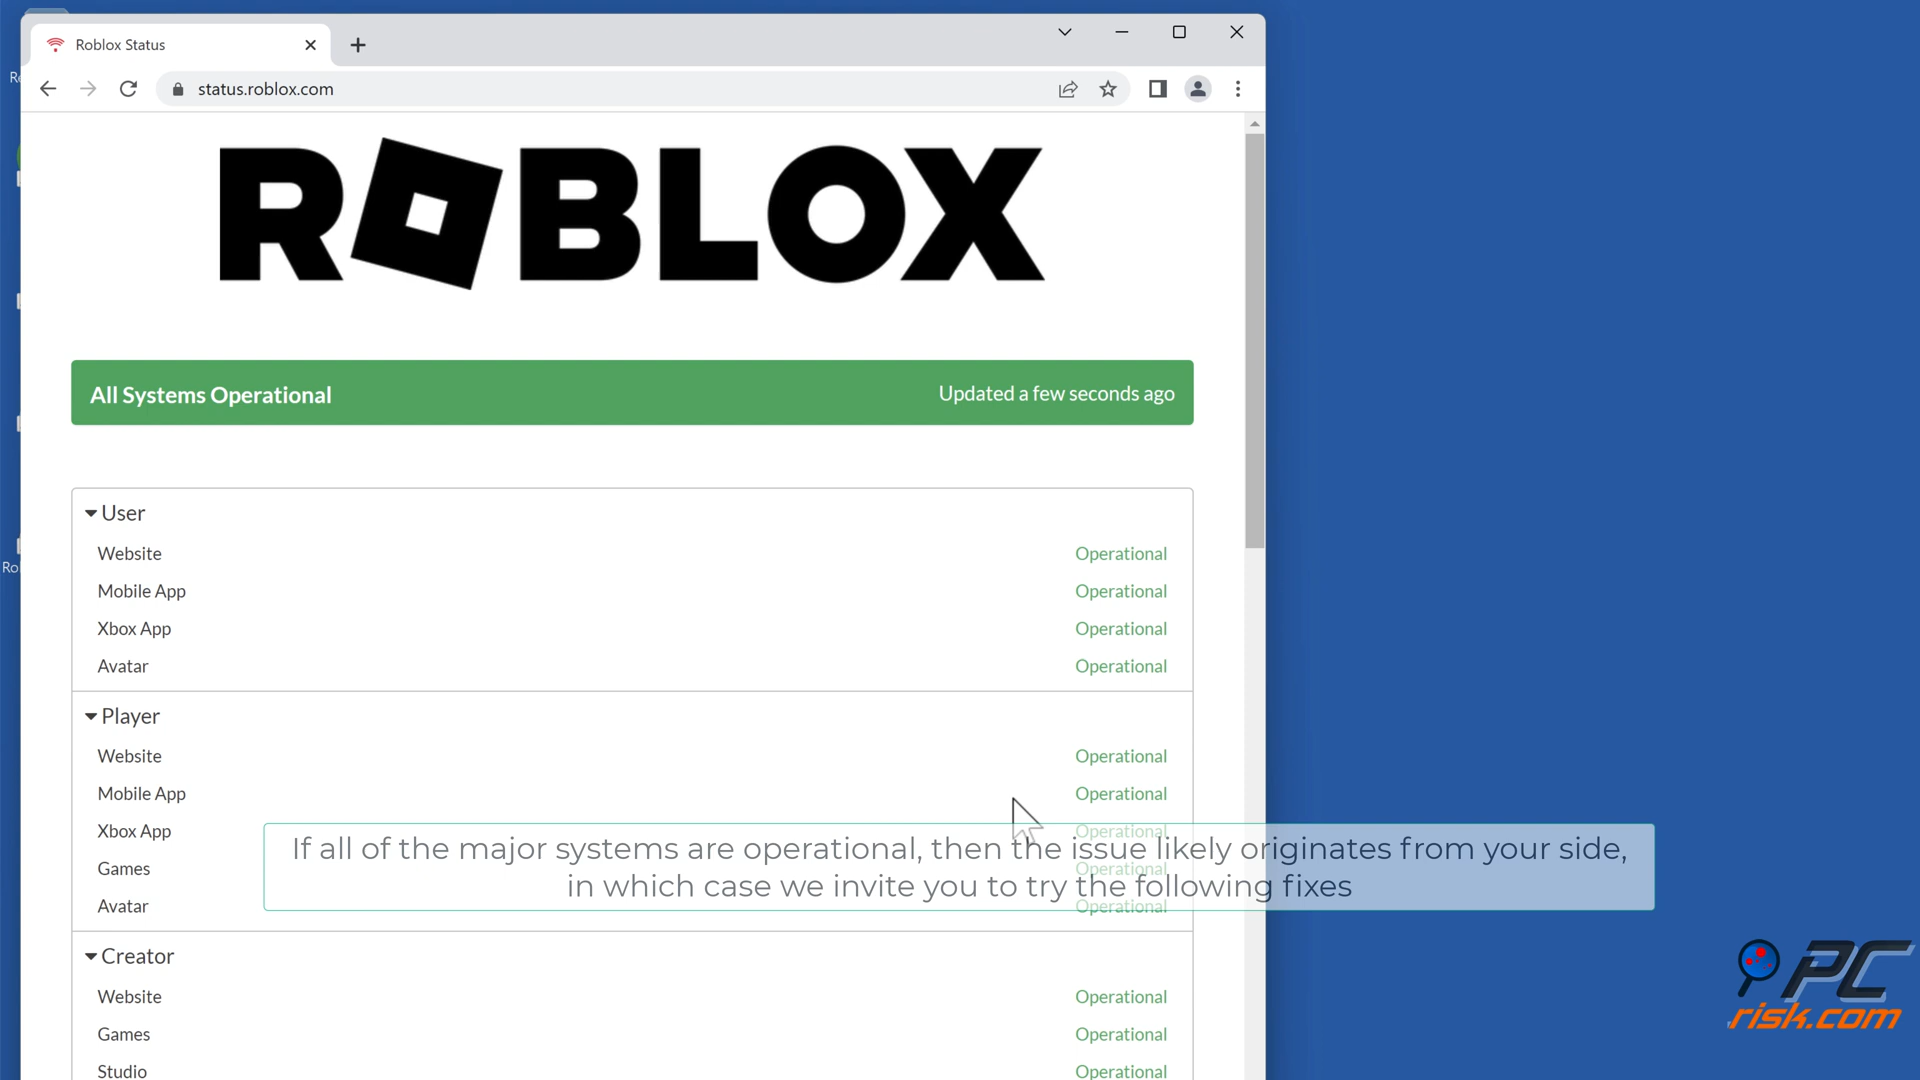 Roblox Status
status.roblox.com
ROBLOX
All Systems Operational
Updated a few seconds ago
User
Website Operational
Mobile App Operational
Xbox App Operational
Avatar Operational
Player
Website Operational
Mobile App Operational
Xbox App Operational
If all of the major systems are operational, then the issue likely originates from your side,
Games Operational
in which case we invite you to try the following fixes
Avatar Operational
Creator
Website Operational
Games Operational
Studio Operational
PC
risk.com